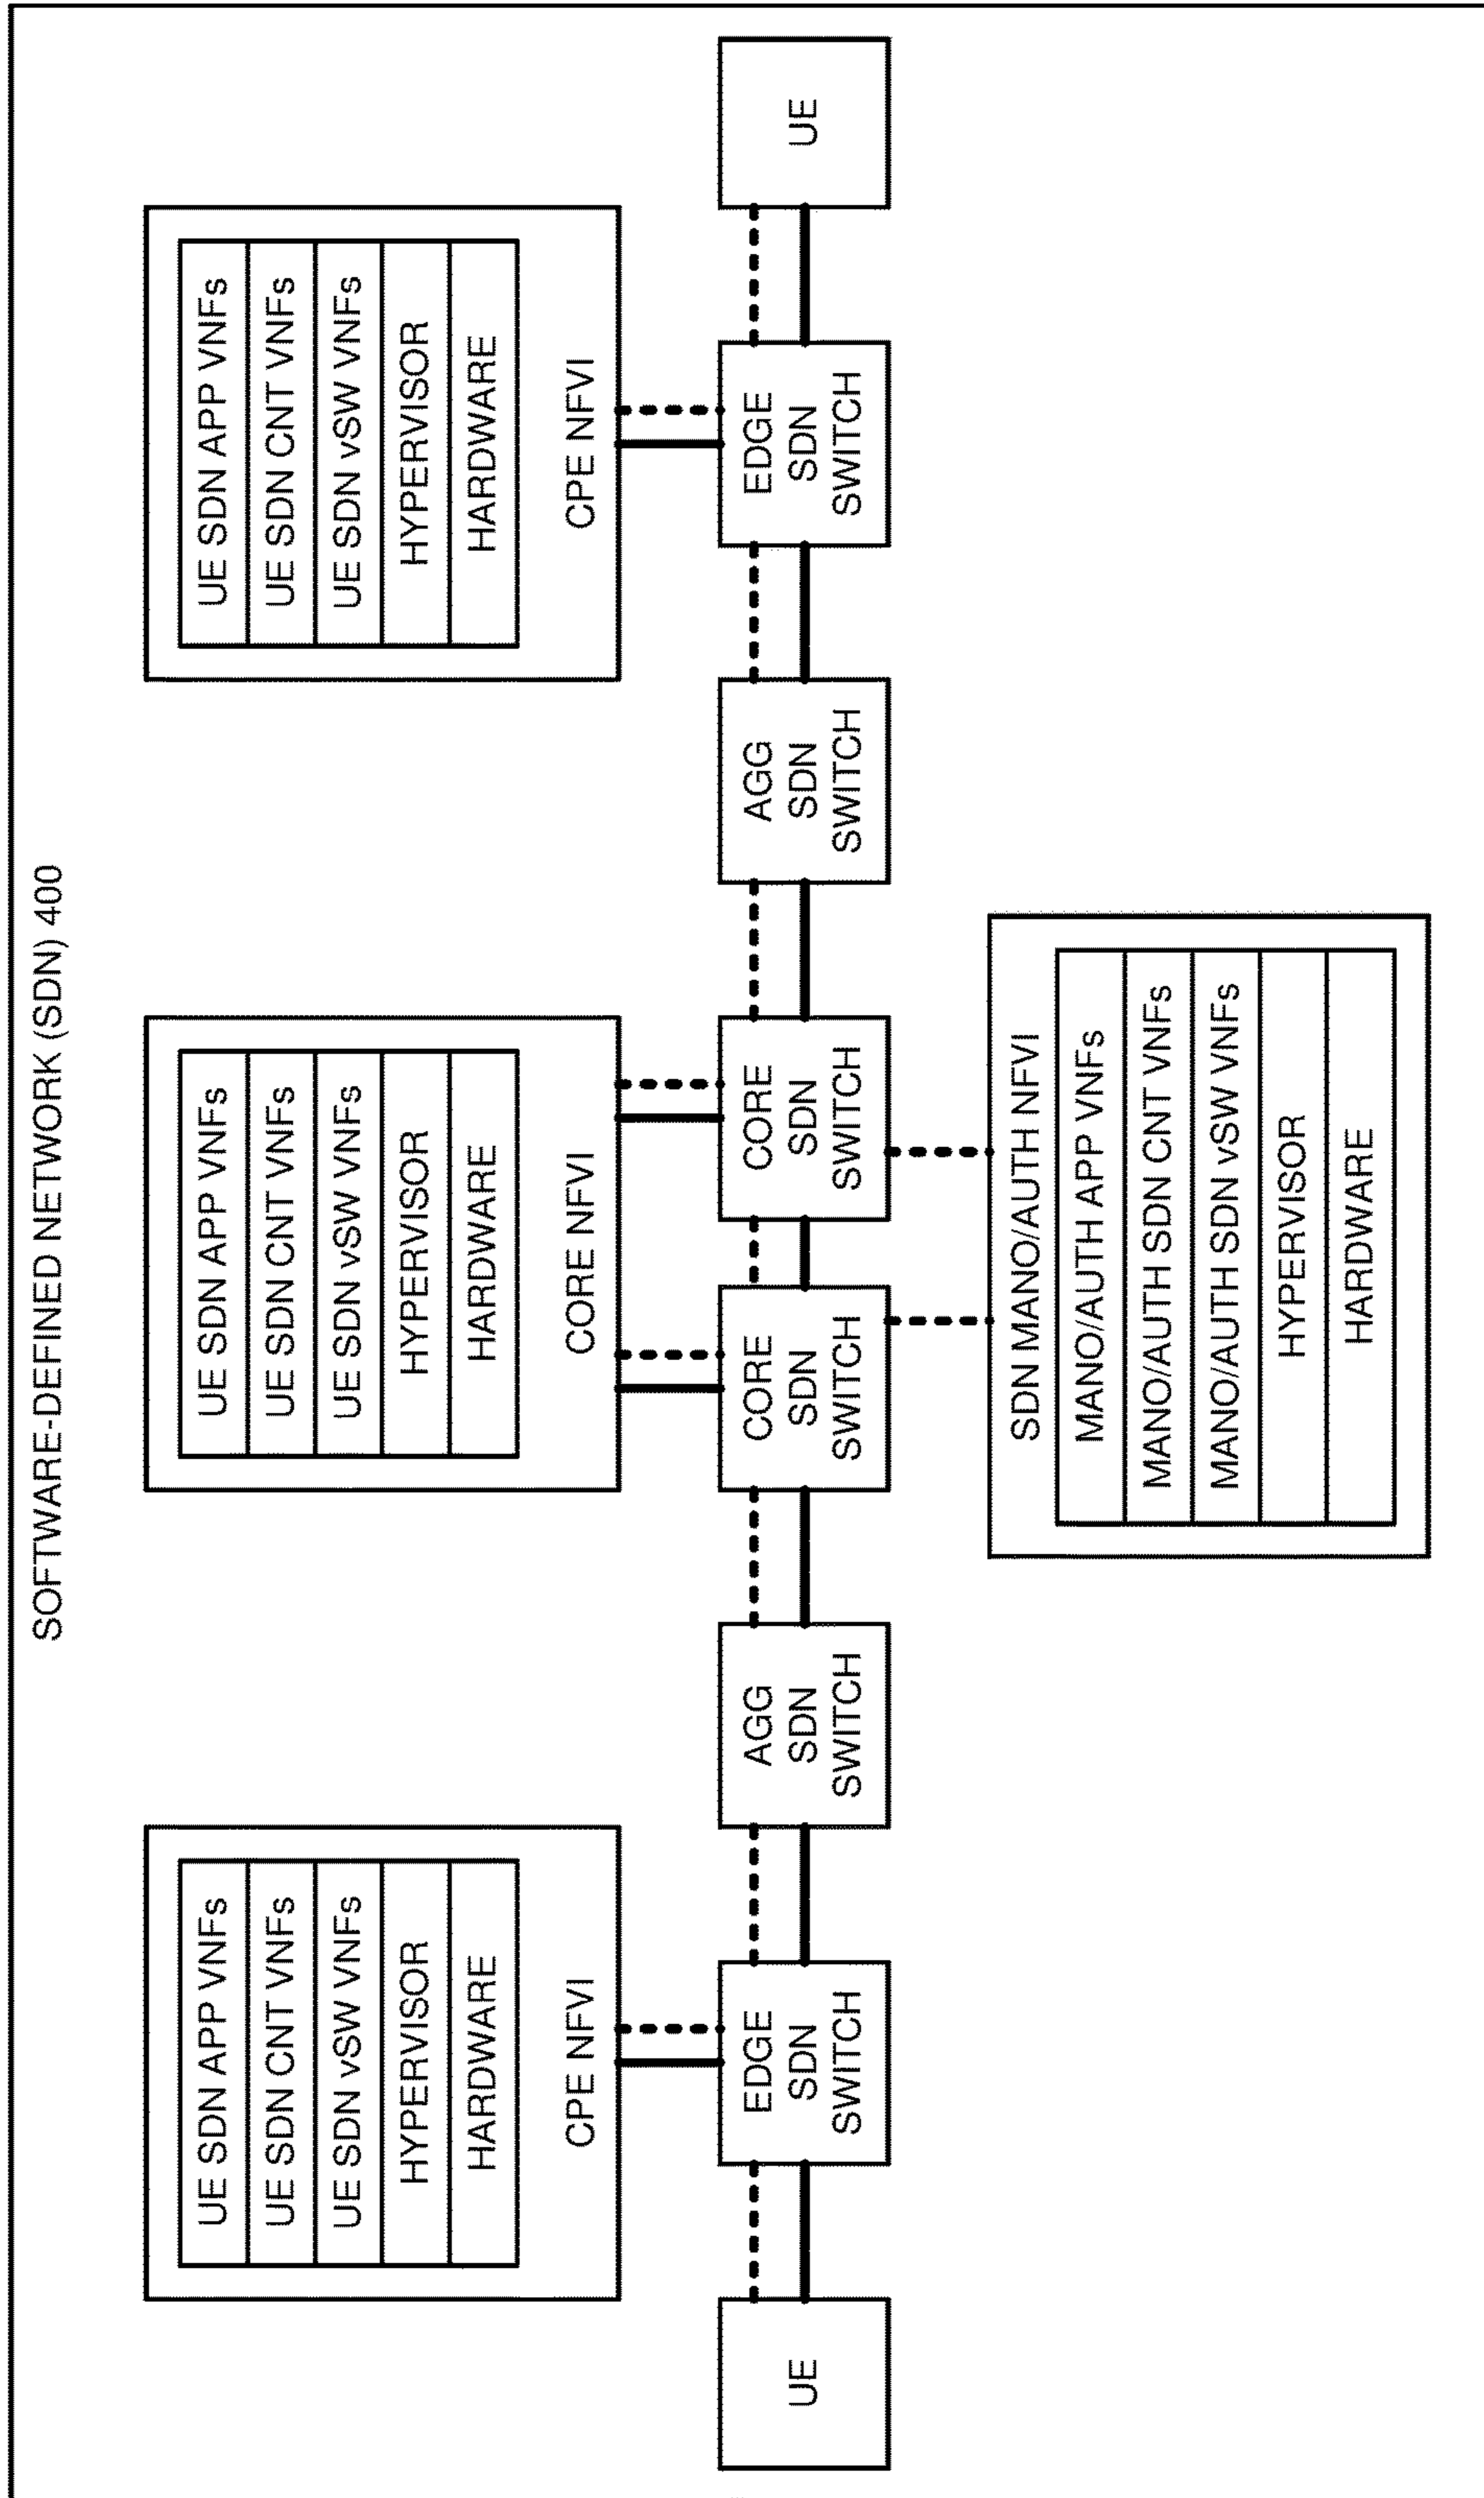 SOFTWARE-DEFINED NETWORK (SDN) 400
UE SDN APP VNFs
UE SDN CNT VNFs
UE SDN vSW VNFs
HYPERVISOR
HARDWARE
CPE NFVI
UE SDN APP VNFs
UE SDN CNT VNFs
UE SDN vSW VNFs
HYPERVISOR
HARDWARE
CORE NFVI
UE SDN APP VNFs
UE SDN CNT VNFs
UE SDN vSW VNFs
HYPERVISOR
HARDWARE
CPE NFVI
UE
EDGE
SDN
SWITCH
AGG
SDN
SWITCH
CORE
SDN
SWITCH
CORE
SDN
SWITCH
AGG
SDN
SWITCH
EDGE
SDN
SWITCH
UE
SDN MANO/AUTH NFVI
MANO/AUTH APP VNFs
MANO/AUTH SDN CNT VNFs
MANO/AUTH SDN vSW VNFs
HYPERVISOR
HARDWARE